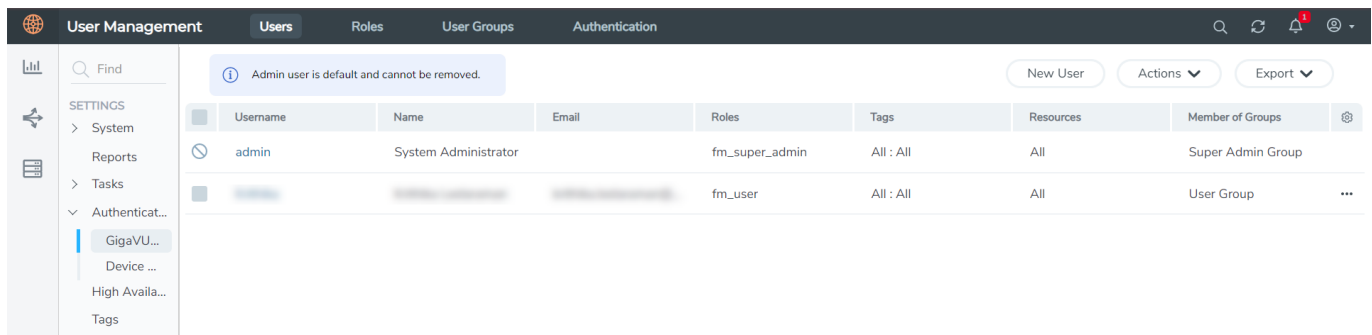 User Management Users Roles User Groups Authentication 1
Find
Admin user is default and cannot be removed.
New User Actions Export
SETTINGS
System
Reports
Tasks
Authenticat...
GigaVU...
Device ...
High Availa...
Tags
Username Name Email Roles Tags Resources Member of Groups
admin System Administrator fm_super_admin All : All All Super Admin Group
fm_user All : All All User Group ...